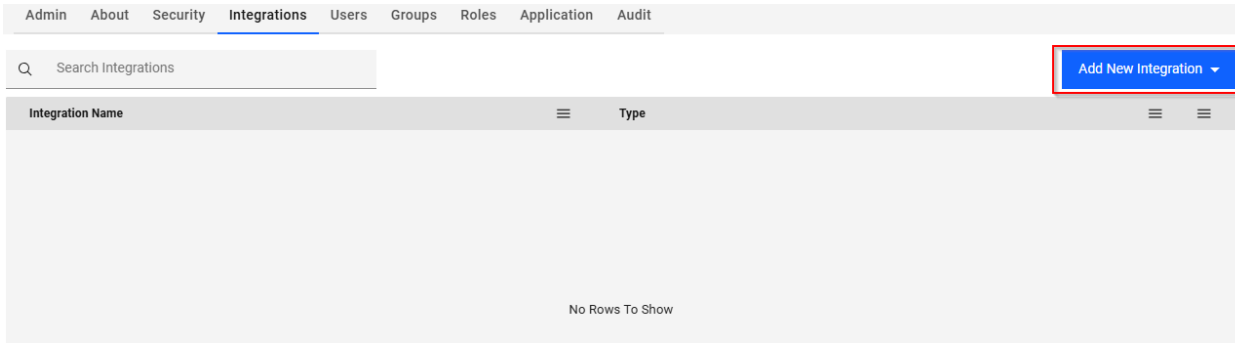 Admin About Security Integrations Users Groups Roles Application Audit
Search Integrations
Add New Integration
Integration Name Type
No Rows To Show